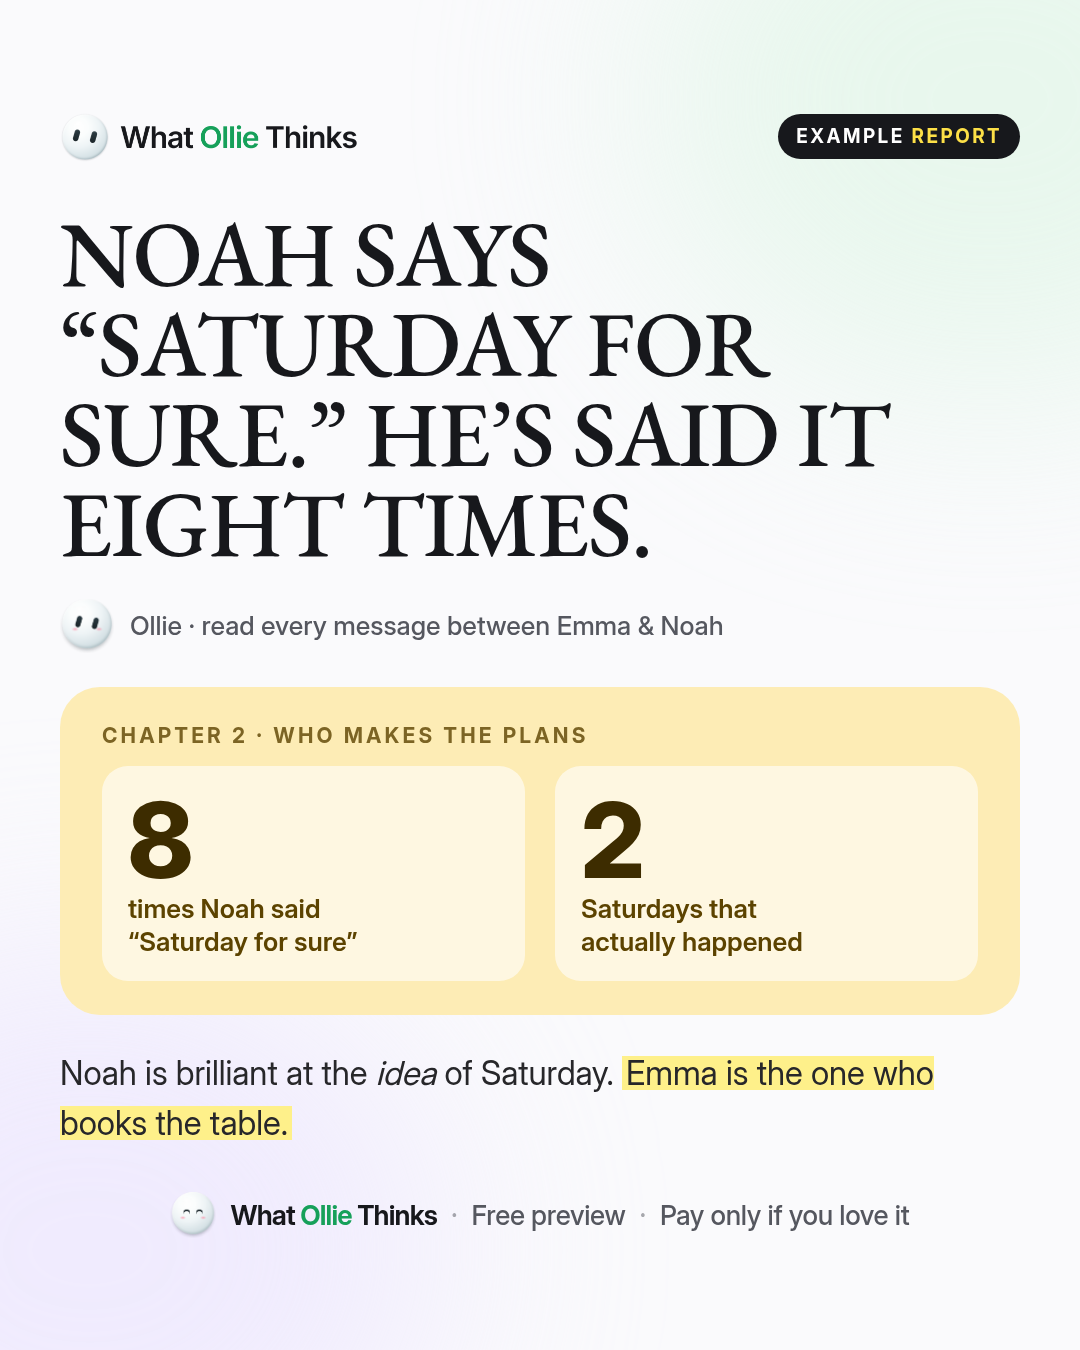 What Ollie Thinks
EXAMPLE REPORT
NOAH SAYS
“SATURDAY FOR
SURE.” HE’S SAID IT
EIGHT TIMES.
Ollie · read every message between Emma & Noah
CHAPTER 2 · WHO MAKES THE PLANS
8
times Noah said
“Saturday for sure”
2
Saturdays that
actually happened
Noah is brilliant at the idea of Saturday. Emma is the one who
books the table.
What Ollie Thinks · Free preview · Pay only if you love it